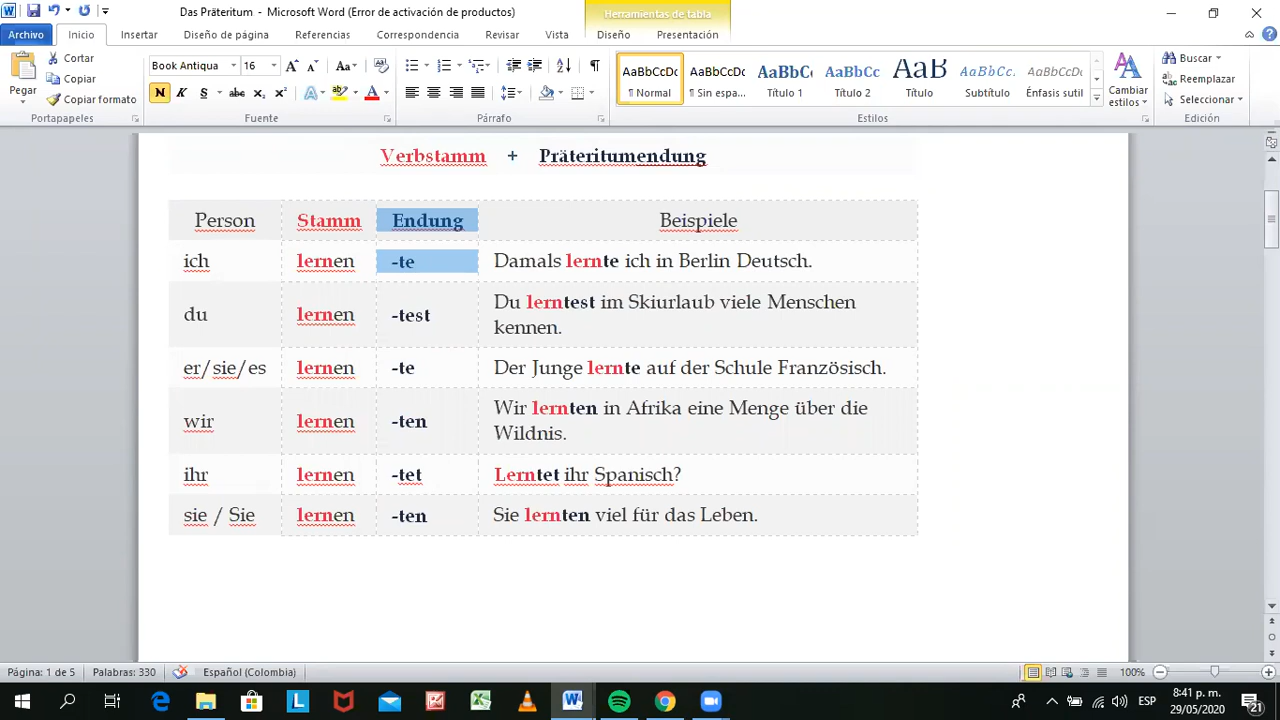 Das Präteritum - Microsoft Word (Error de activación de productos)
Herramientas de tabla
Archivo Inicio Insertar Diseño de página Referencias Correspondencia Revisar Vista Diseño Presentación
Pegar
Cortar
Copiar
Copiar formato
Portapapeles
Book Antiqua 16
N K S abc x₂ x² A A
Fuente
Párrafo
AaBbCcDc AaBbCcDc AaBbC AaBbCc AaB AaBbCc. AaBbCcDc
¶ Normal ¶ Sin espa... Título 1 Título 2 Título Subtítulo Énfasis sutil
Cambiar estilos
Estilos
Buscar
Reemplazar
Seleccionar
Edición
Verbstamm + Präteritumendung
Person Stamm Endung Beispiele
ich lernen -te Damals lernte ich in Berlin Deutsch.
du lernen -test Du lerntest im Skiurlaub viele Menschen
kennen.
er/sie/es lernen -te Der Junge lernte auf der Schule Französisch.
wir lernen -ten Wir lernten in Afrika eine Menge über die
Wildnis.
ihr lernen -tet Lerntet ihr Spanisch?
sie / Sie lernen -ten Sie lernten viel für das Leben.
Página: 1 de 5 Palabras: 330 Español (Colombia) 100%
ESP
8:41 p. m.
29/05/2020
21